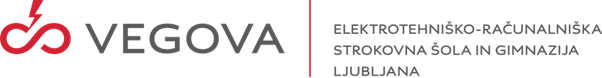 VEGOVA
ELEKTROTEHNIŠKO-RAČUNALNIŠKA
STROKOVNA ŠOLA IN GIMNAZIJA
LJUBLJANA